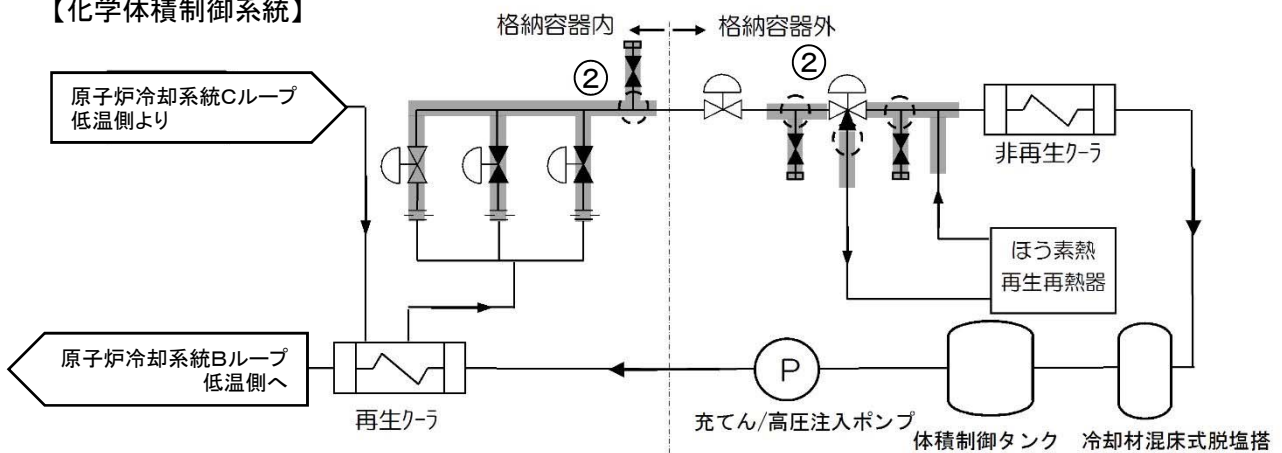 【化学体積制御系統】
格納容器内
格納容器外
②
②
原子炉冷却系統Cループ
低温側より
非再生クーラ
ほう素熱
再生再熱器
原子炉冷却系統Bループ
低温側へ
再生クーラ
P
充てん/高圧注入ポンプ
体積制御タンク
冷却材混床式脱塩搭